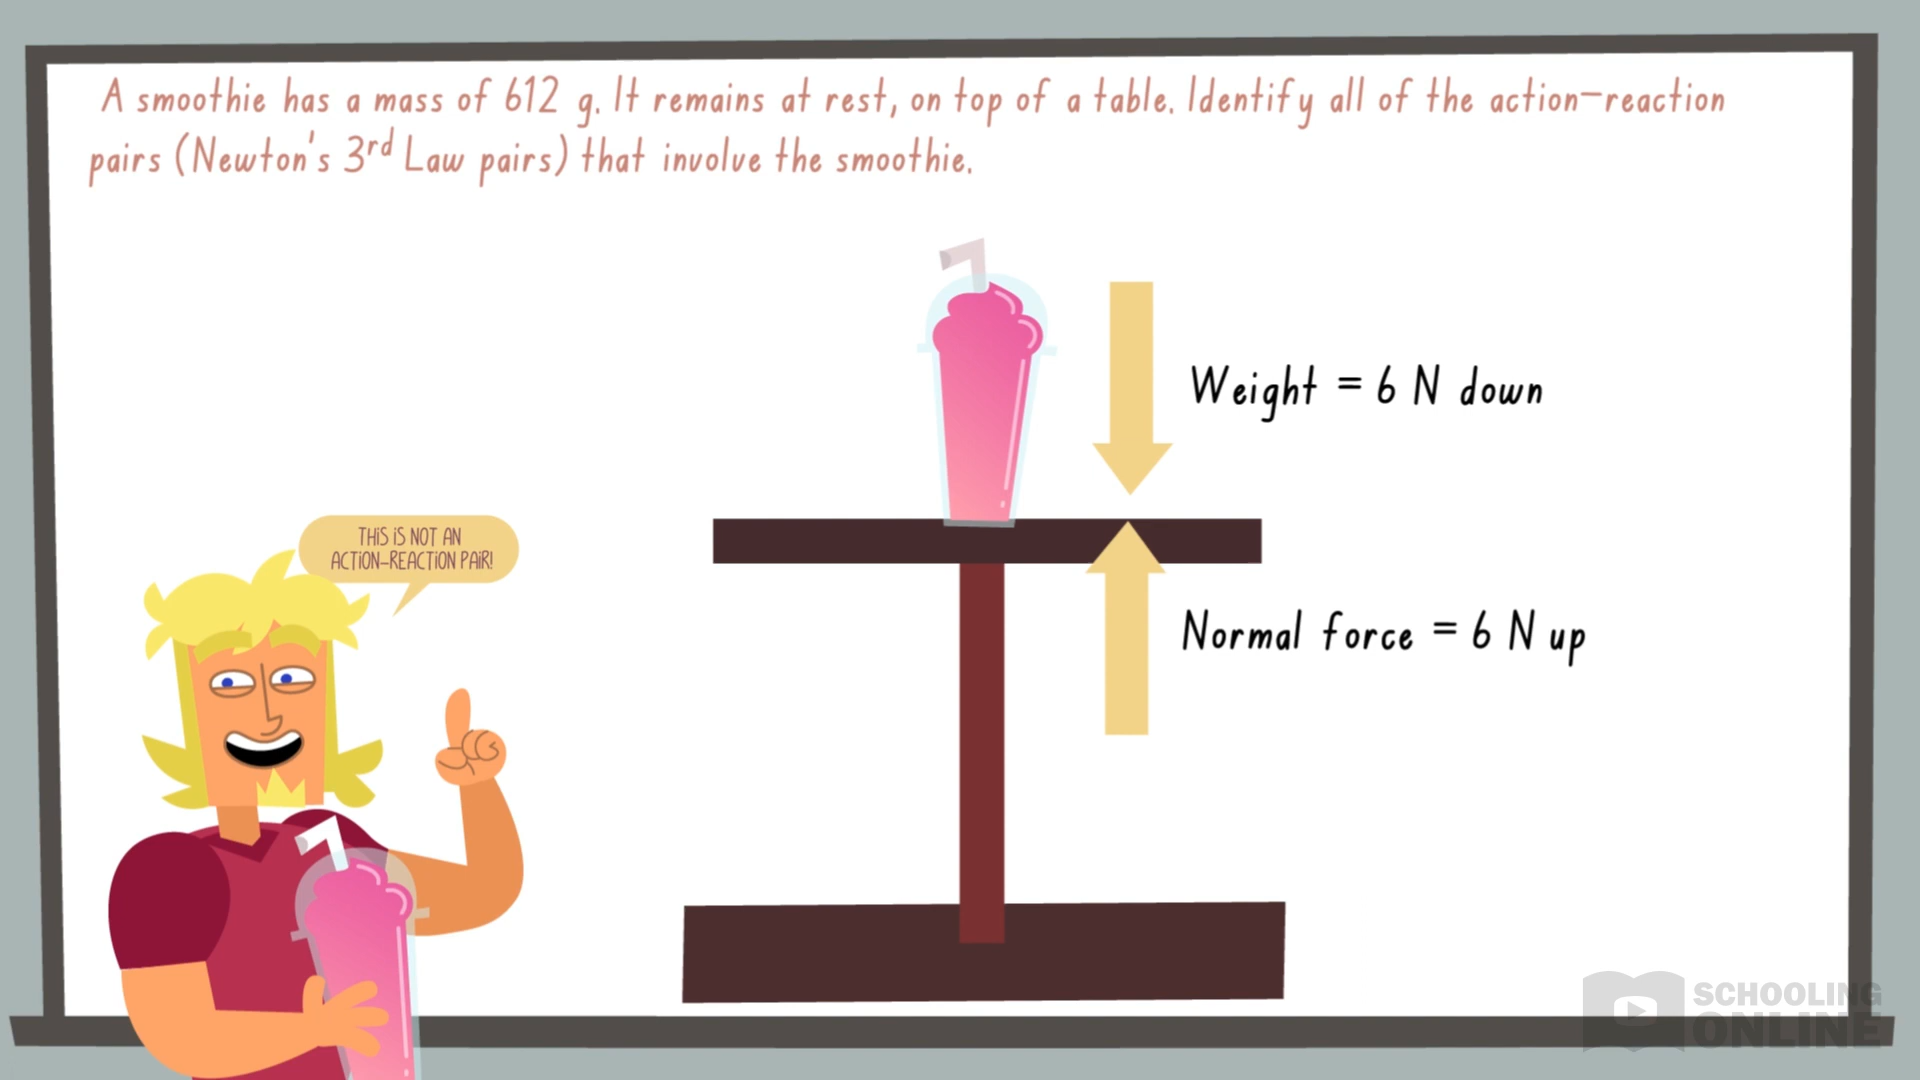 A smoothie has a mass of 612 g. It remains at rest, on top of a table. Identify all of the action-reaction
pairs (Newton's 3rd Law pairs) that involve the smoothie.
Weight = 6 N down
THIS IS NOT AN
ACTION-REACTION PAIR!
Normal force = 6 N up
SCHOOLING
ONLINE